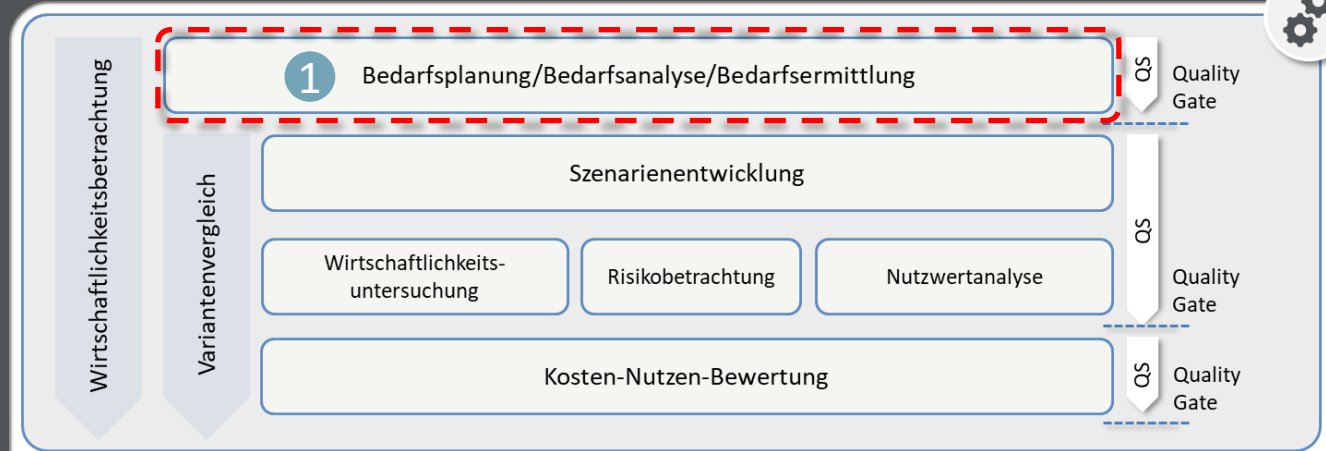 Wirtschaftlichkeitsbetrachtung
1
Bedarfsplanung/Bedarfsanalyse/Bedarfsermittlung
QS
Quality
Gate
Variantenvergleich
Szenarienentwicklung
QS
Wirtschaftlichkeits-
untersuchung
Risikobetrachtung
Nutzwertanalyse
Quality
Gate
Kosten-Nutzen-Bewertung
QS
Quality
Gate